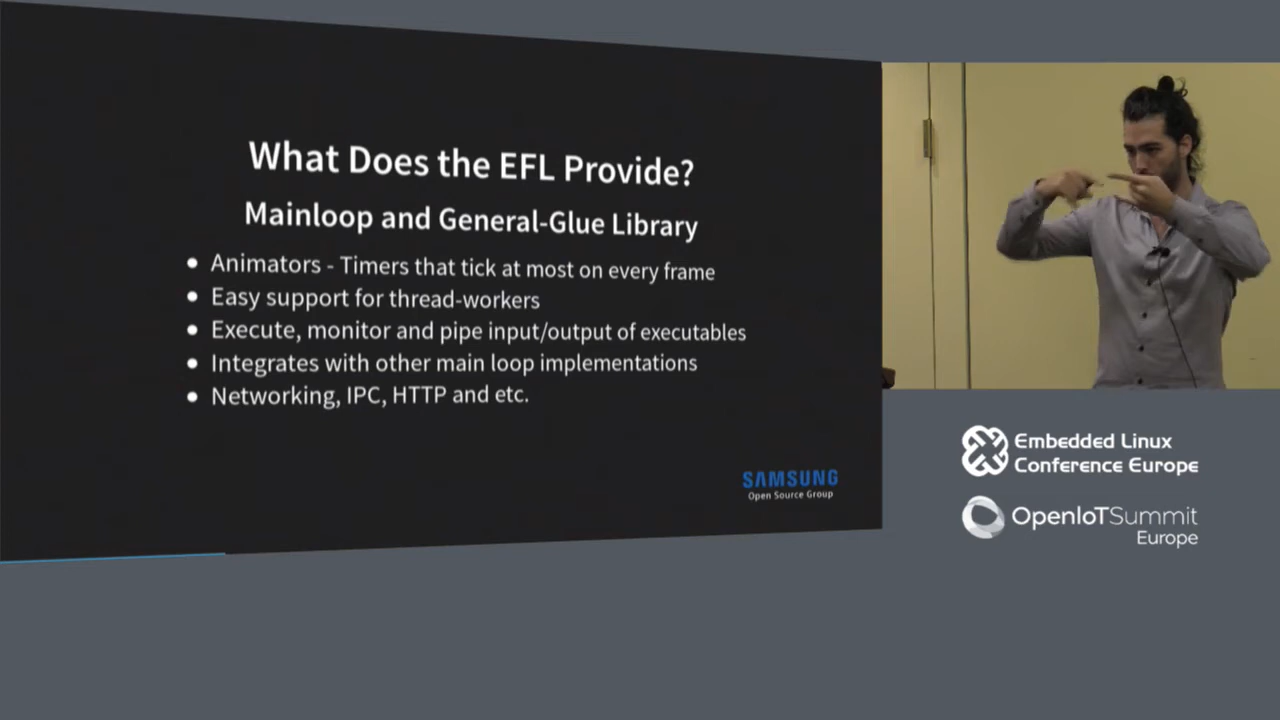 What Does the EFL Provide?
Mainloop and General-Glue Library
• Animators - Timers that tick at most on every frame
• Easy support for thread-workers
• Execute, monitor and pipe input/output of executables
• Integrates with other main loop implementations
• Networking, IPC, HTTP and etc.
SAMSUNG
Open Source Group
Embedded Linux
Conference Europe
OpenIoTSummit
Europe